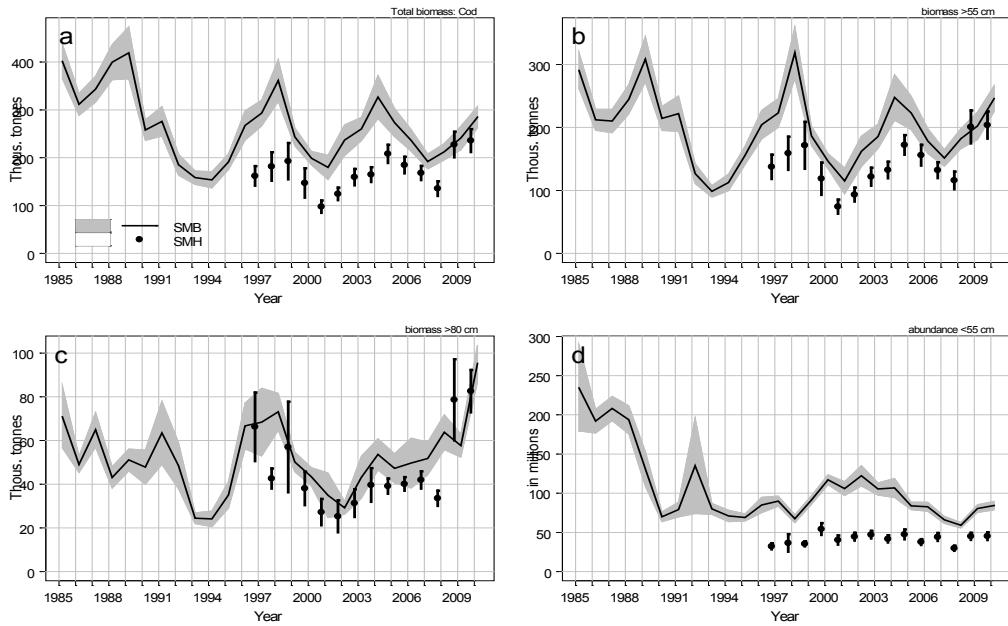 Total biomass: Cod
a
Thous. tonnes
400
300
200
100
0
SMB
SMH
1985 1988 1991 1994 1997 2000 2003 2006 2009
Year
biomass >55 cm
b
Thous. tonnes
300
200
100
0
1985 1988 1991 1994 1997 2000 2003 2006 2009
Year
biomass >80 cm
c
Thous. tonnes
100
80
60
40
20
0
1985 1988 1991 1994 1997 2000 2003 2006 2009
Year
abundance <55 cm
d
in millions
300
250
200
150
100
50
0
1985 1988 1991 1994 1997 2000 2003 2006 2009
Year